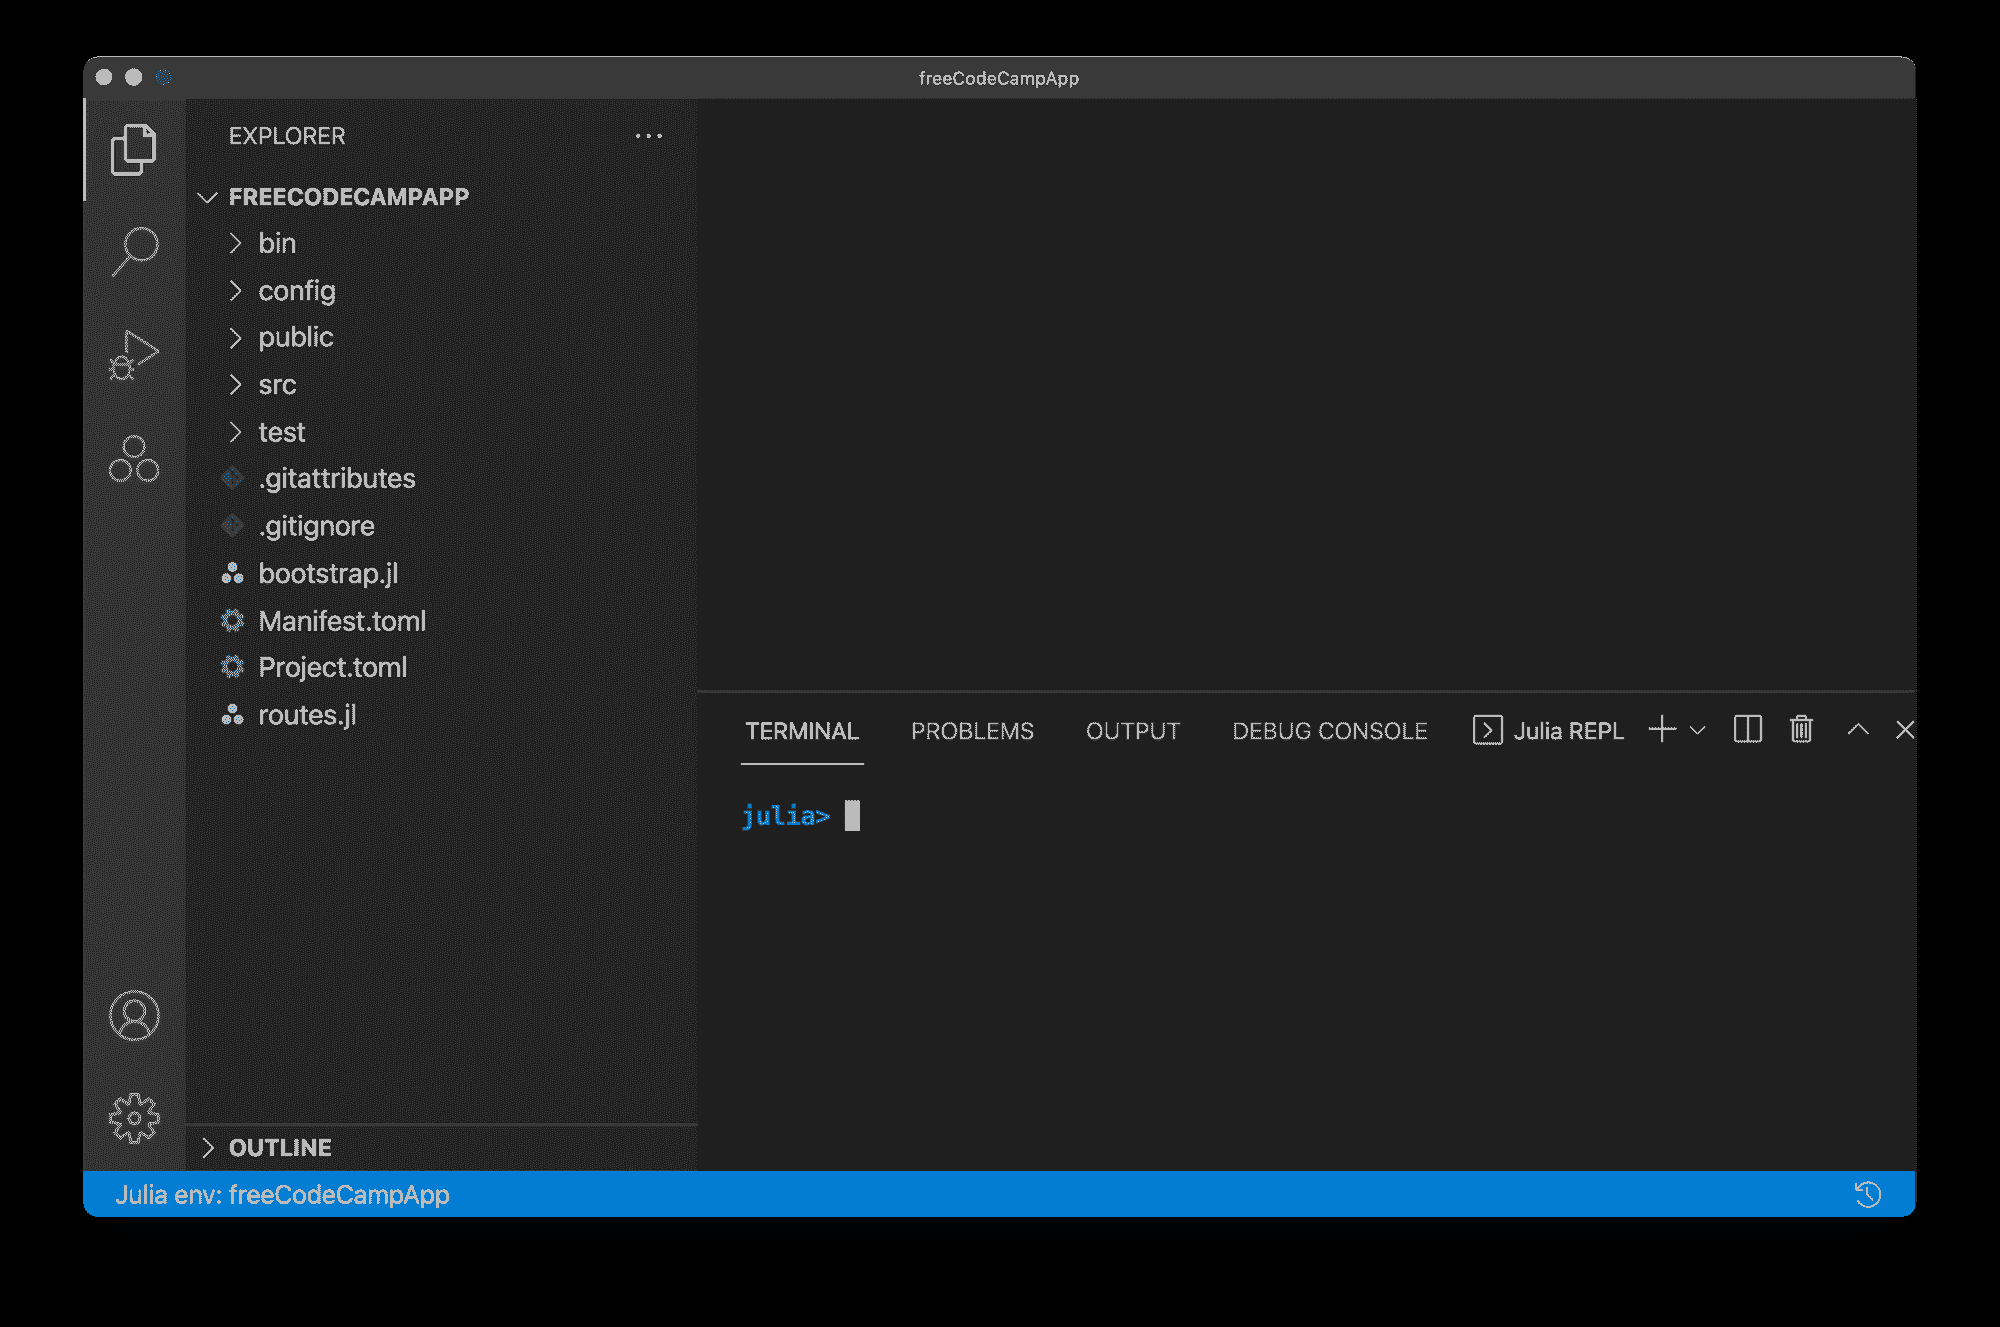 freeCodeCampApp
EXPLORER
FREECODECAMPAPP
bin
config
public
src
test
.gitattributes
.gitignore
bootstrap.jl
Manifest.toml
Project.toml
routes.jl
OUTLINE
TERMINAL PROBLEMS OUTPUT DEBUG CONSOLE Julia REPL
julia>
Julia env: freeCodeCampApp